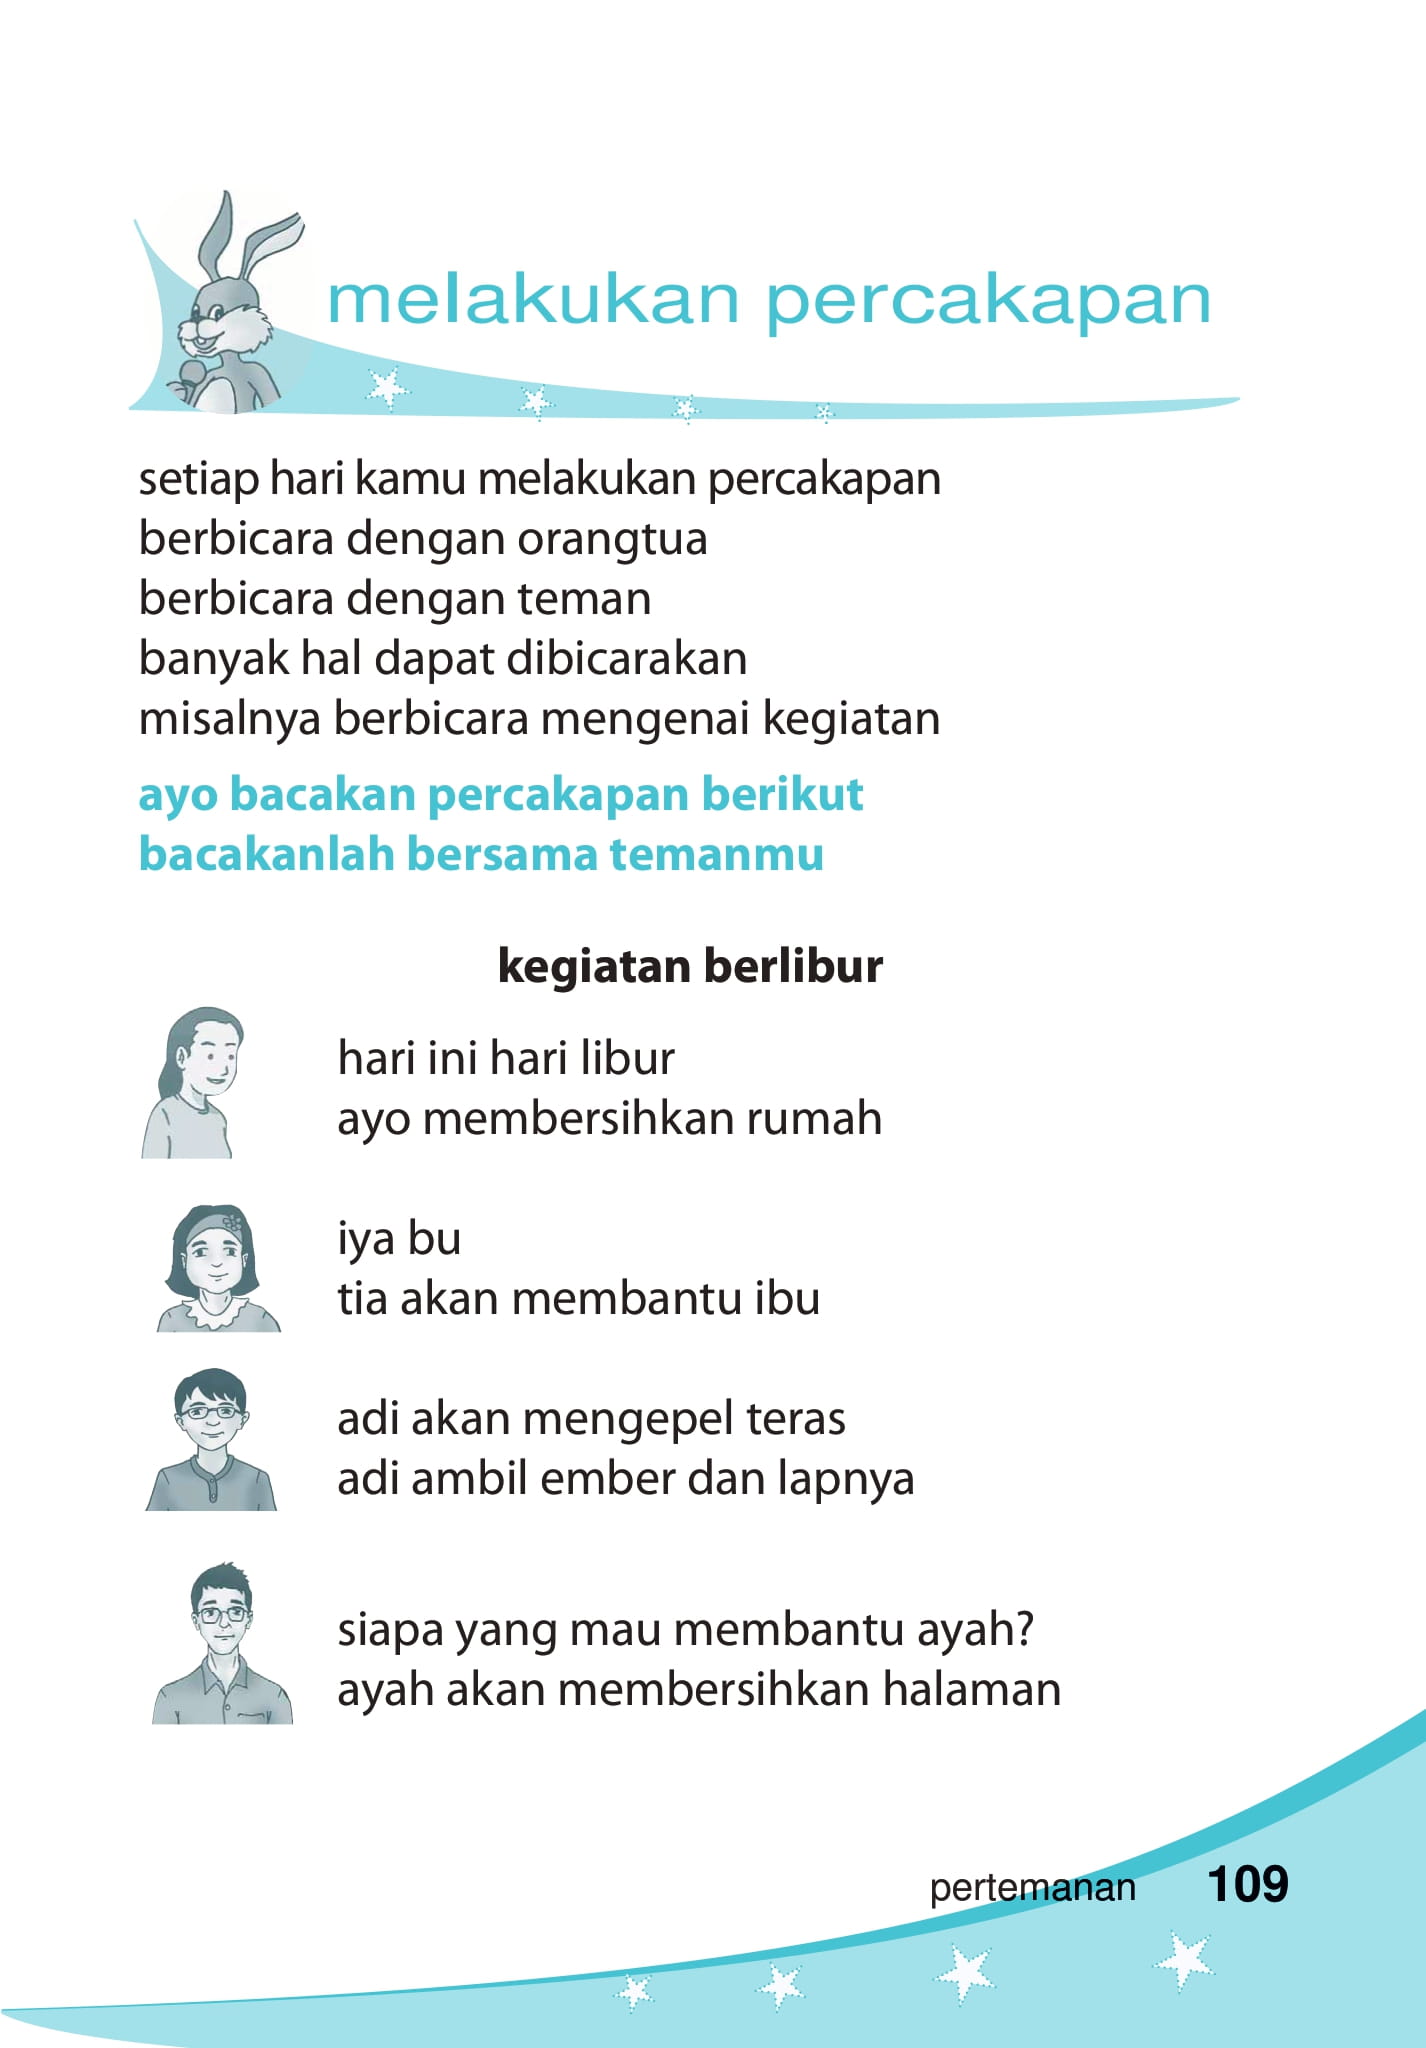 melakukan percakapan
setiap hari kamu melakukan percakapan
berbicara dengan orangtua
berbicara dengan teman
banyak hal dapat dibicarakan
misalnya berbicara mengenai kegiatan
ayo bacakan percakapan berikut
bacakanlah bersama temanmu
kegiatan berlibur
hari ini hari libur
ayo membersihkan rumah
iya bu
tia akan membantu ibu
adi akan mengepel teras
adi ambil ember dan lapnya
siapa yang mau membantu ayah?
ayah akan membersihkan halaman
pertemanan 109